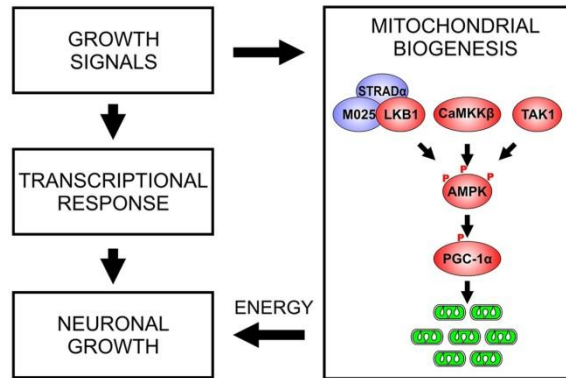 GROWTH
SIGNALS
TRANSCRIPTIONAL
RESPONSE
NEURONAL
GROWTH
ENERGY
MITOCHONDRIAL
BIOGENESIS
STRADα
M025 LKB1 CaMKKβ TAK1
P P P
AMPK
P
PGC-1α